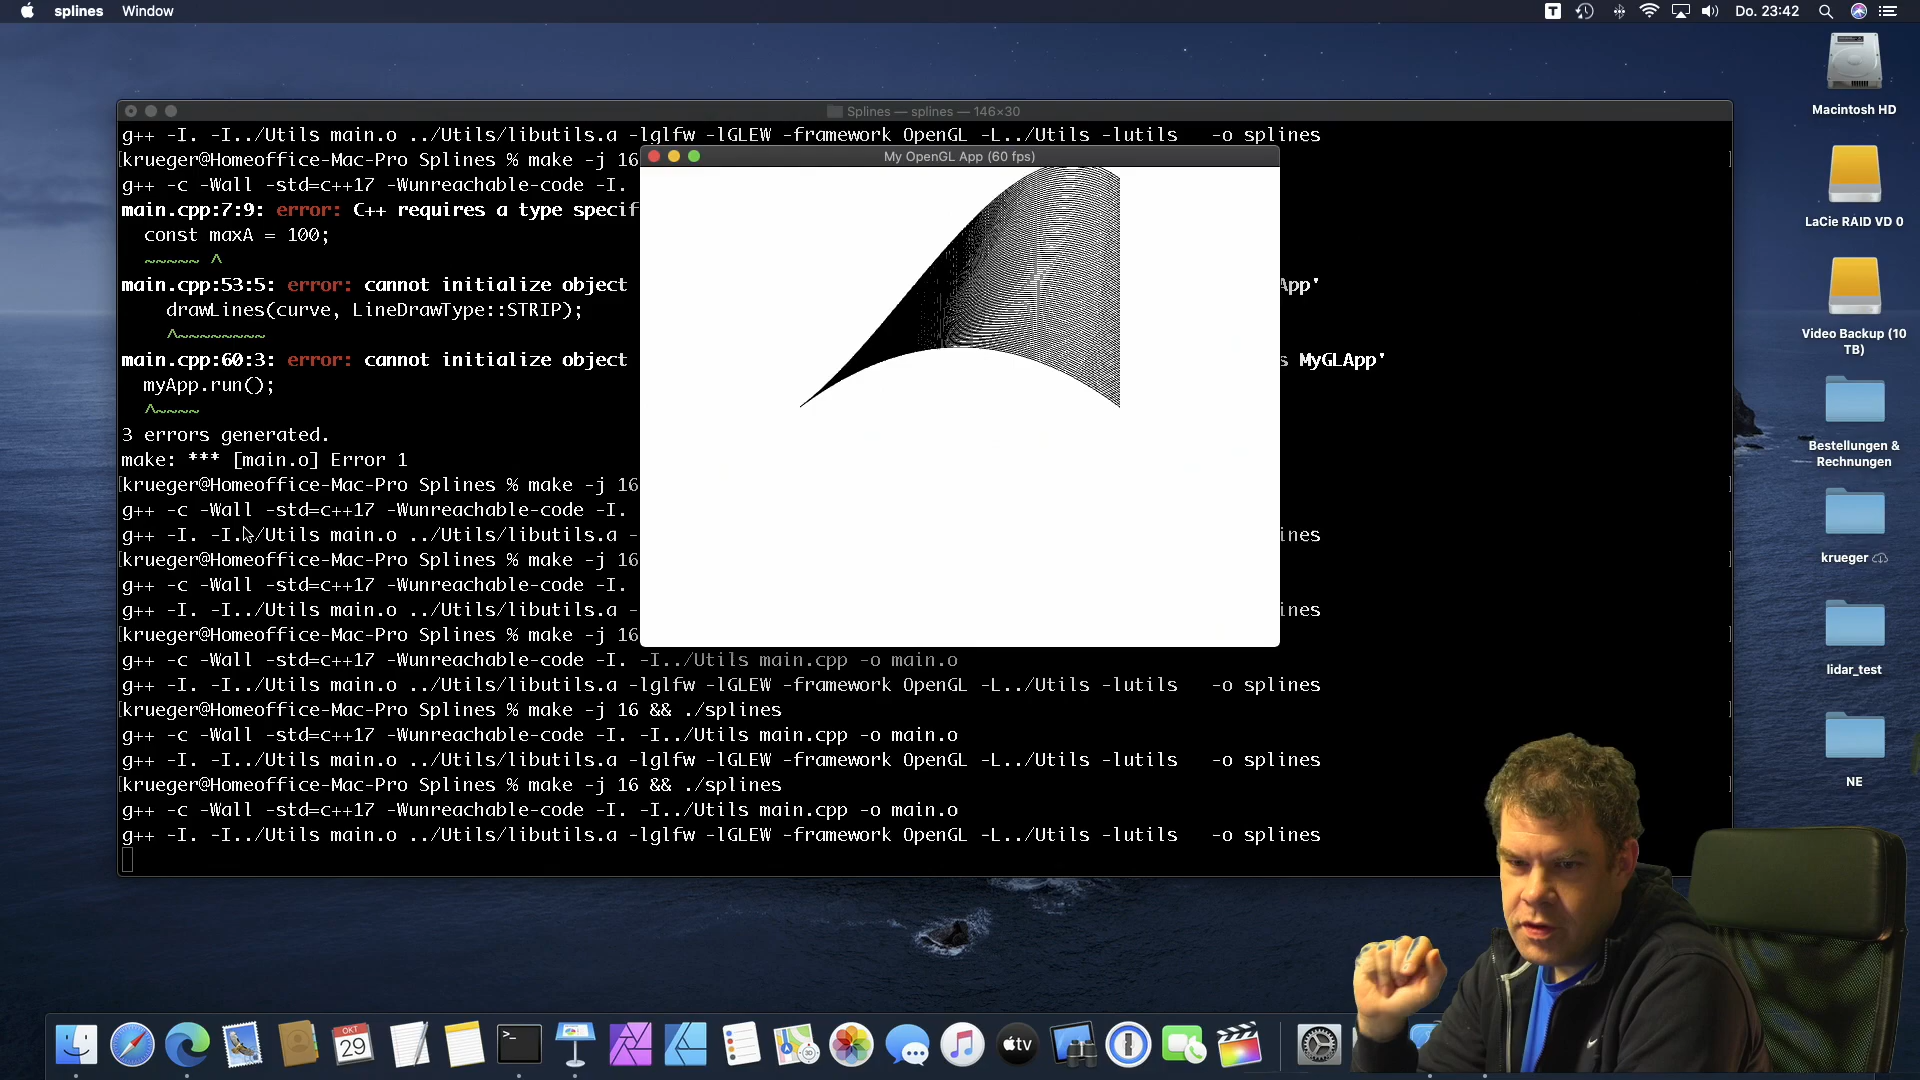 splines Window
T Do. 23:42
Macintosh HD
Splines — splines — 146×30
g++ -I. -I../Utils main.o ../Utils/libutils.a -lglfw -lGLEW -framework OpenGL -L../Utils -lutils -o splines
[krueger@Homeoffice-Mac-Pro Splines % make -j 16 ]
My OpenGL App (60 fps)
g++ -c -Wall -std=c++17 -Wunreachable-code -I.
main.cpp:7:9: error: C++ requires a type specif
LaCie RAID VD 0
const maxA = 100;
~~~~~ ^
main.cpp:53:5: error: cannot initialize object App'
drawLines(curve, LineDrawType::STRIP);
^~~~~~~~~
Video Backup (10
TB)
main.cpp:60:3: error: cannot initialize object s MyGLApp'
myApp.run();
^~~~~
3 errors generated.
Bestellungen &
Rechnungen
make: *** [main.o] Error 1
[krueger@Homeoffice-Mac-Pro Splines % make -j 16 ]
g++ -c -Wall -std=c++17 -Wunreachable-code -I.
g++ -I. -I../Utils main.o ../Utils/libutils.a - ines
[krueger@Homeoffice-Mac-Pro Splines % make -j 16 ]
krueger
g++ -c -Wall -std=c++17 -Wunreachable-code -I.
g++ -I. -I../Utils main.o ../Utils/libutils.a - ines
[krueger@Homeoffice-Mac-Pro Splines % make -j 16 ]
g++ -c -Wall -std=c++17 -Wunreachable-code -I. -I../Utils main.cpp -o main.o
lidar_test
g++ -I. -I../Utils main.o ../Utils/libutils.a -lglfw -lGLEW -framework OpenGL -L../Utils -lutils -o splines
[krueger@Homeoffice-Mac-Pro Splines % make -j 16 && ./splines ]
g++ -c -Wall -std=c++17 -Wunreachable-code -I. -I../Utils main.cpp -o main.o
g++ -I. -I../Utils main.o ../Utils/libutils.a -lglfw -lGLEW -framework OpenGL -L../Utils -lutils -o splines
NE
[krueger@Homeoffice-Mac-Pro Splines % make -j 16 && ./splines
g++ -c -Wall -std=c++17 -Wunreachable-code -I. -I../Utils main.cpp -o main.o
g++ -I. -I../Utils main.o ../Utils/libutils.a -lglfw -lGLEW -framework OpenGL -L../Utils -lutils -o splines
OKT
29
>_
3D
tv